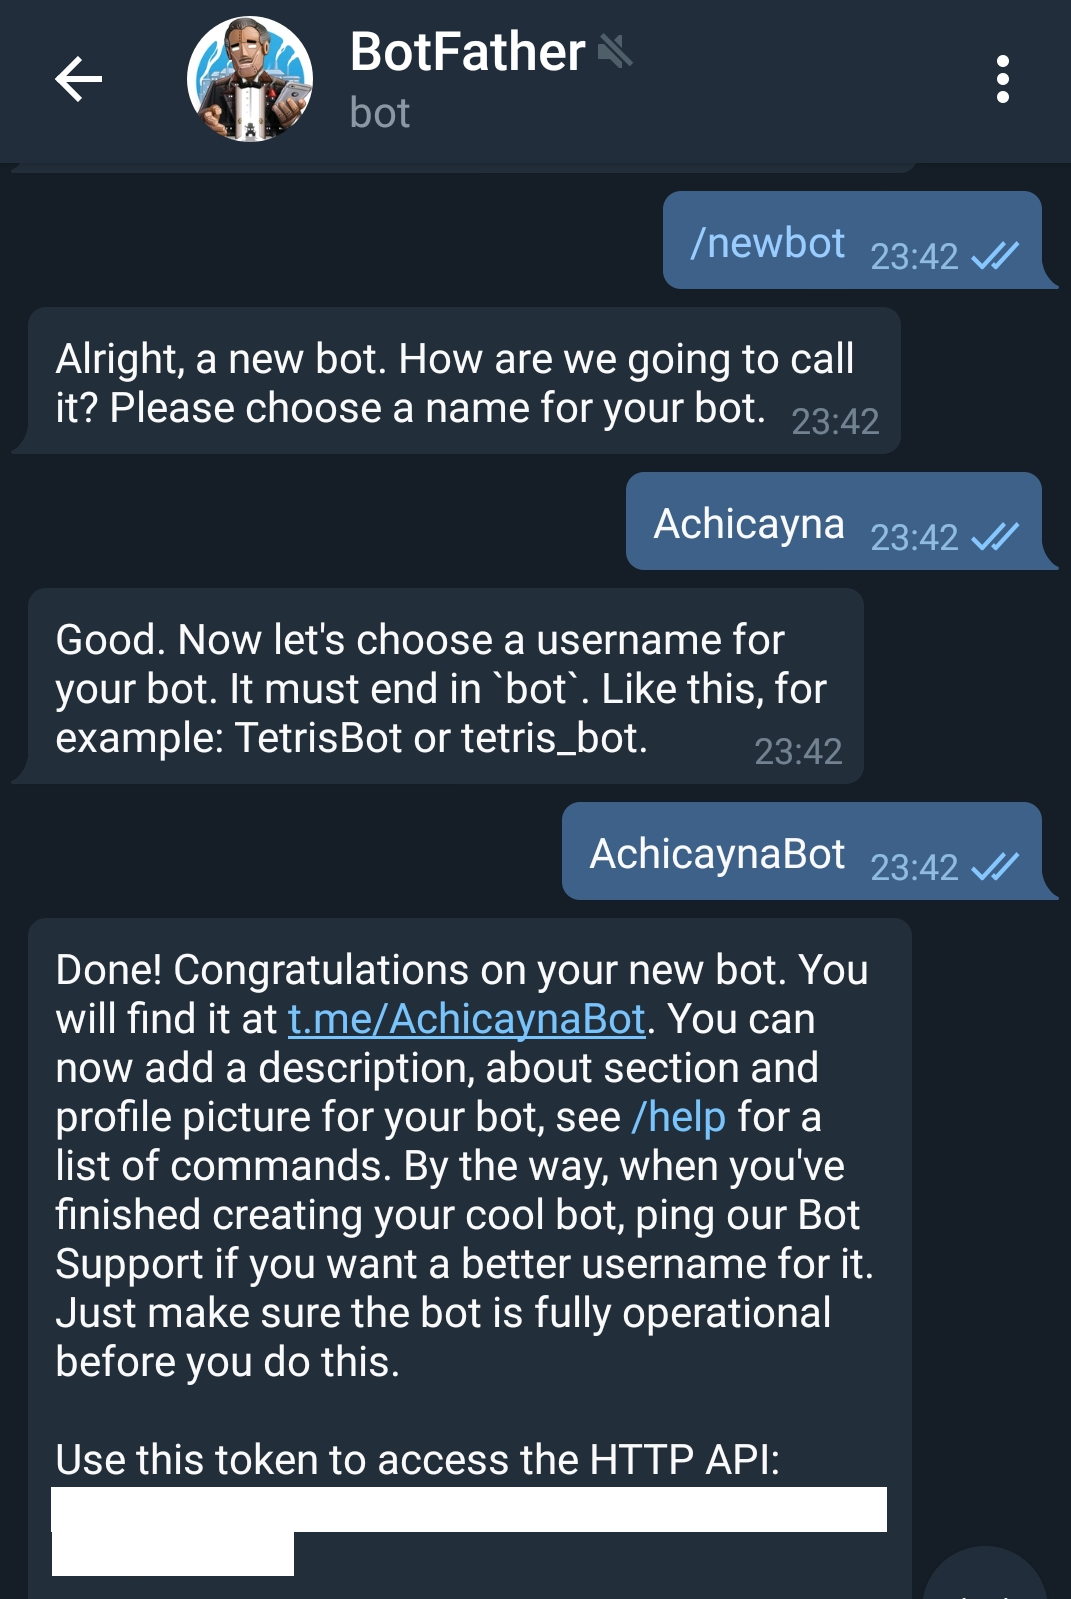 BotFather
bot
/newbot 23:42
Alright, a new bot. How are we going to call
it? Please choose a name for your bot. 23:42
Achicayna 23:42
Good. Now let's choose a username for
your bot. It must end in `bot`. Like this, for
example: TetrisBot or tetris_bot. 23:42
AchicaynaBot 23:42
Done! Congratulations on your new bot. You
will find it at t.me/AchicaynaBot. You can
now add a description, about section and
profile picture for your bot, see /help for a
list of commands. By the way, when you've
finished creating your cool bot, ping our Bot
Support if you want a better username for it.
Just make sure the bot is fully operational
before you do this.
Use this token to access the HTTP API: